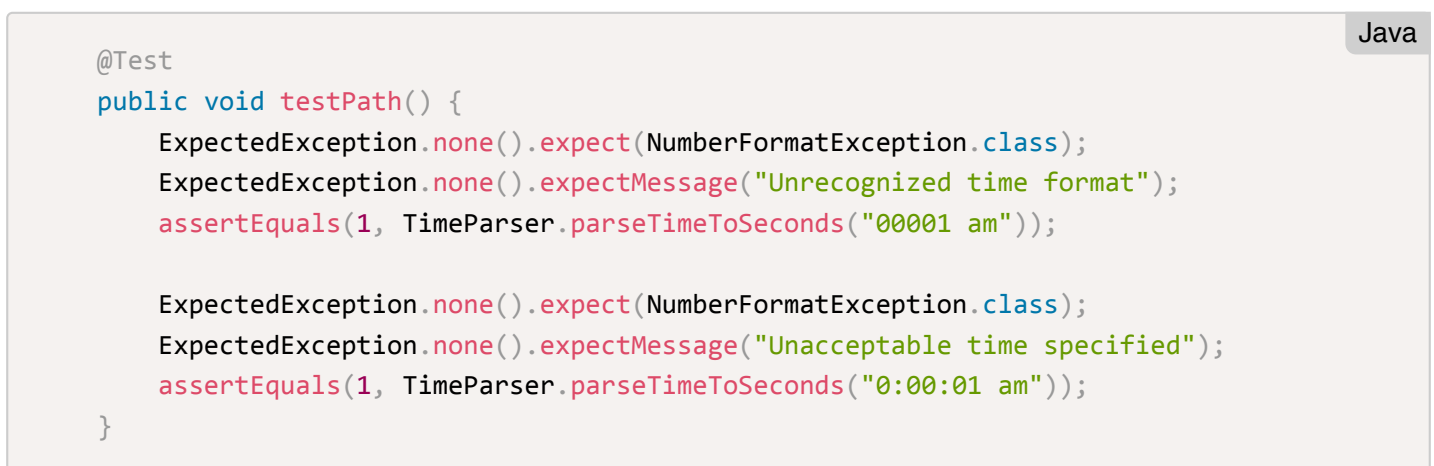 Java
@Test
public void testPath() {
    ExpectedException.none().expect(NumberFormatException.class);
    ExpectedException.none().expectMessage("Unrecognized time format");
    assertEquals(1, TimeParser.parseTimeToSeconds("00001 am"));

    ExpectedException.none().expect(NumberFormatException.class);
    ExpectedException.none().expectMessage("Unacceptable time specified");
    assertEquals(1, TimeParser.parseTimeToSeconds("0:00:01 am"));
}